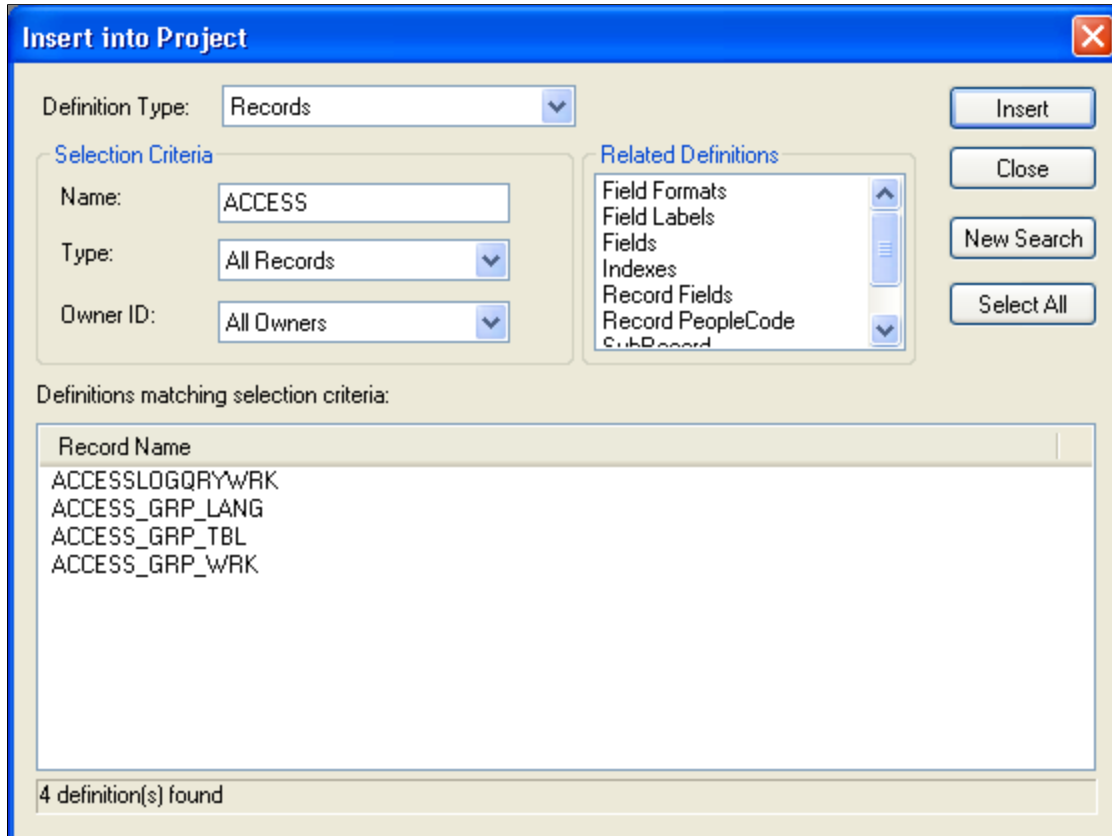 Insert into Project
Definition Type:
Records
Insert
Selection Criteria
Related Definitions
Close
Name:
ACCESS
Type:
All Records
Owner ID:
All Owners
Field Formats
Field Labels
Fields
Indexes
Record Fields
Record PeopleCode
SubRecord
New Search
Select All
Definitions matching selection criteria:
Record Name
ACCESSLOGQRYWRK
ACCESS_GRP_LANG
ACCESS_GRP_TBL
ACCESS_GRP_WRK
4 definition(s) found